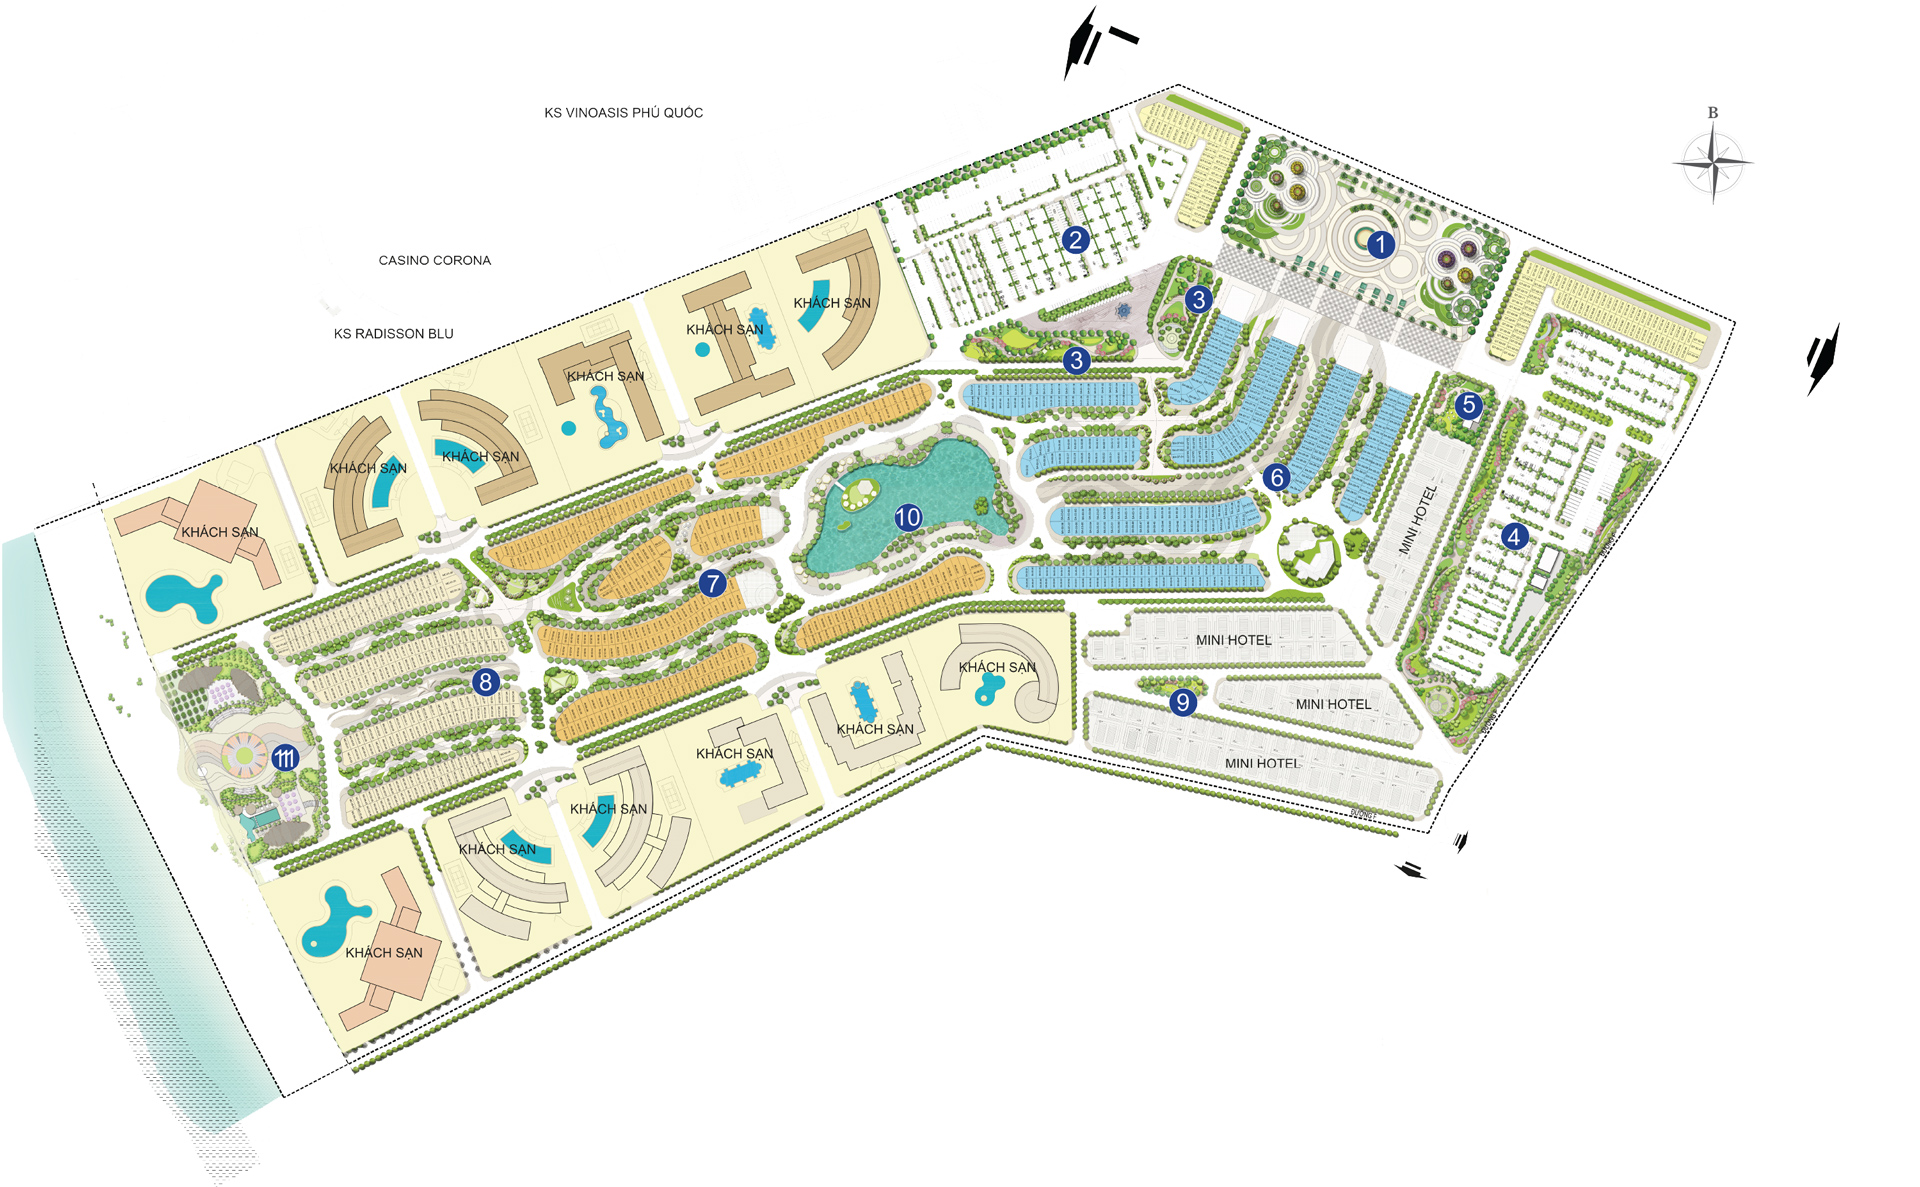 B
KS VINOASIS PHÚ QUỐC
CASINO CORONA
KS RADISSON BLU
1
2
3
3
KHÁCH SẠN
KHÁCH SẠN
KHÁCH SẠN
KHÁCH SẠN
KHÁCH SẠN
KHÁCH SẠN
5
6
10
MINI HOTEL
4
7
8
MINI HOTEL
KHÁCH SẠN
9
MINI HOTEL
KHÁCH SẠN
KHÁCH SẠN
11
MINI HOTEL
KHÁCH SẠN
KHÁCH SẠN
KHÁCH SẠN